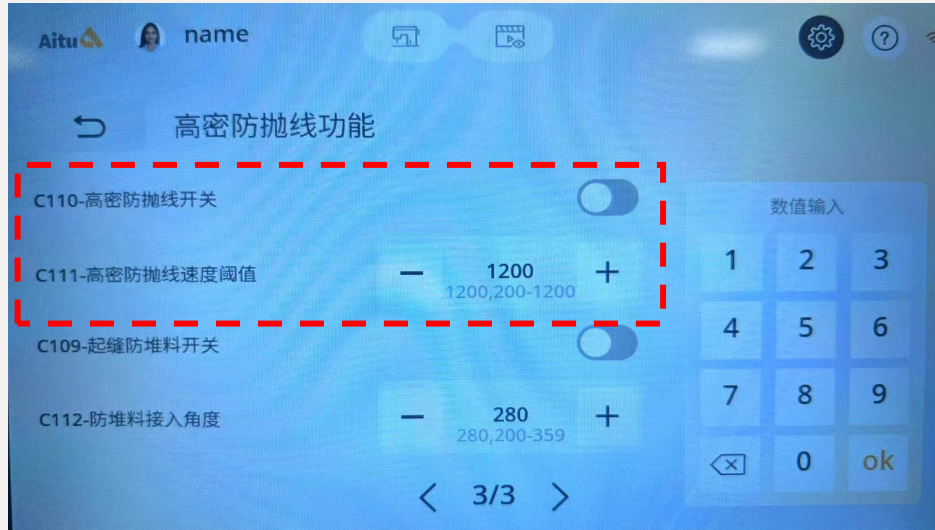 Aitu
name
?
高密防抛线功能
C110-高密防抛线开关
C111-高密防抛线速度阈值
− 1200 +
1200,200-1200
C109-起缝防堆料开关
C112-防堆料接入角度
− 280 +
280,200-359
< 3/3 >
数值输入
1 2 3
4 5 6
7 8 9
0 ok